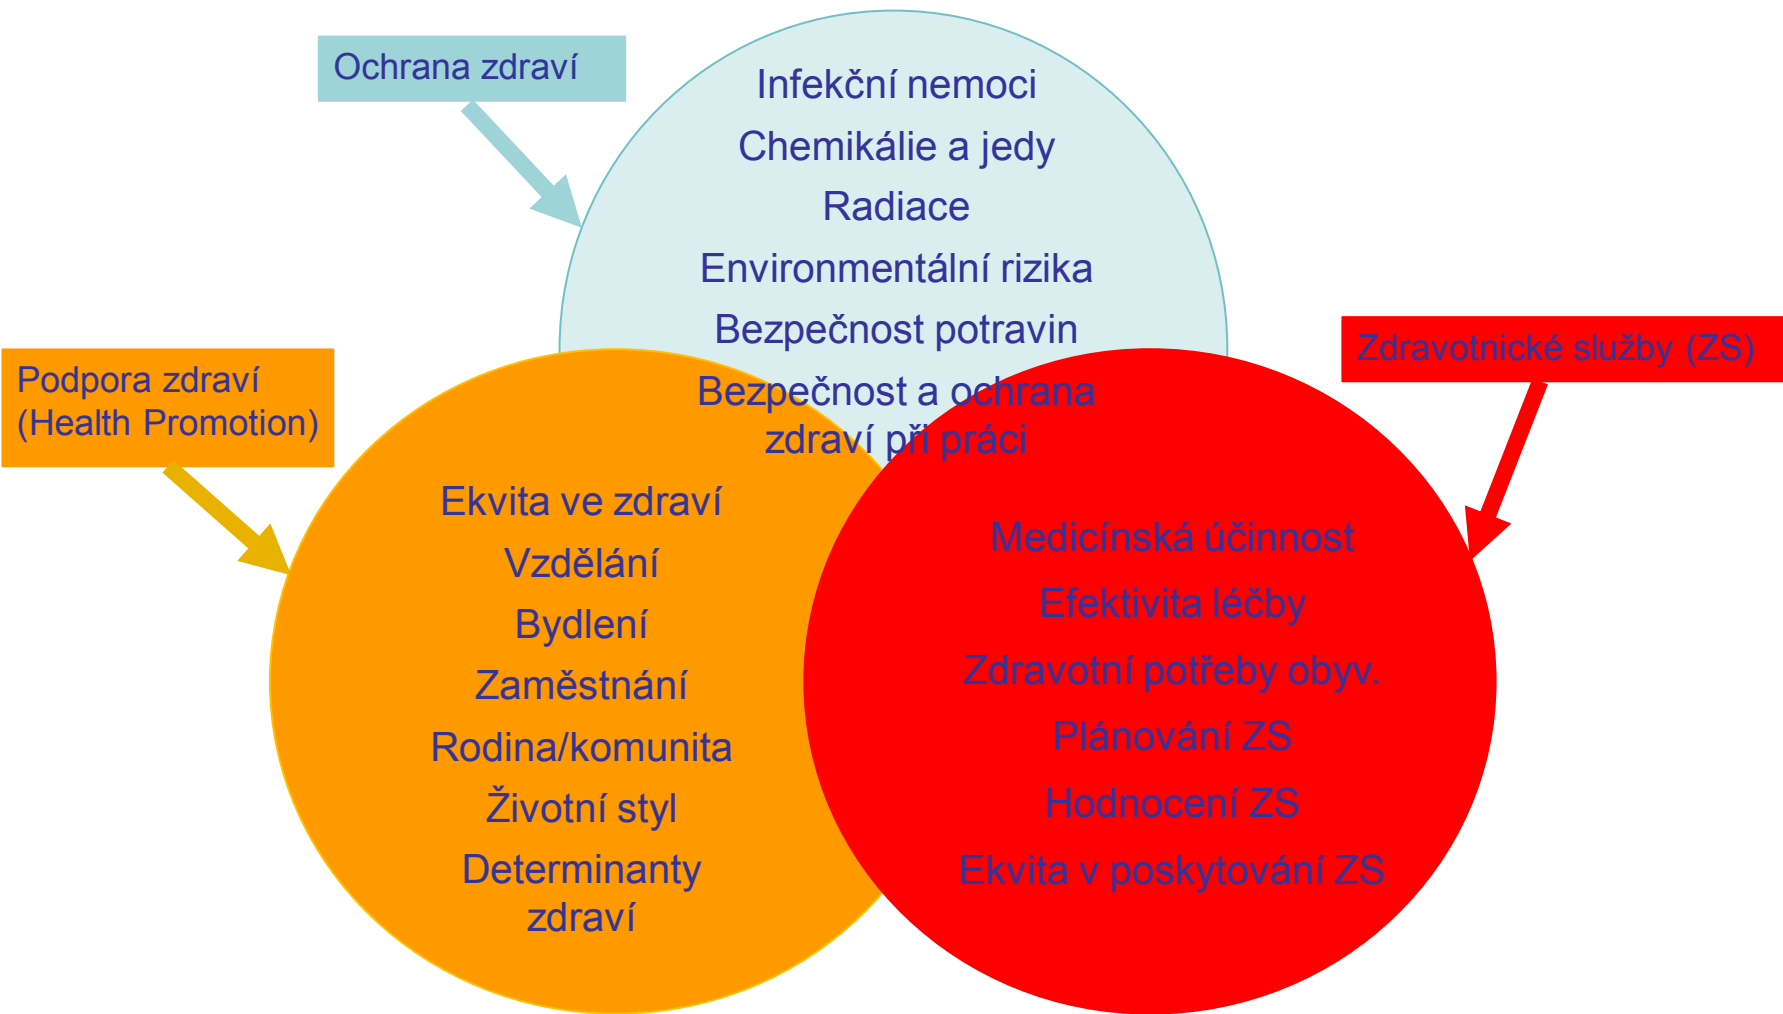 Ochrana zdraví
Infekční nemoci
Chemikálie a jedy
Radiace
Environmentální rizika
Bezpečnost potravin
Bezpečnost a ochrana
zdraví při práci
Podpora zdraví
(Health Promotion)
Ekvita ve zdraví
Vzdělání
Bydlení
Zaměstnání
Rodina/komunita
Životní styl
Determinanty
zdraví
Zdravotnické služby (ZS)
Medicínská účinnost
Efektivita léčby
Zdravotní potřeby obyv.
Plánování ZS
Hodnocení ZS
Ekvita v poskytování ZS